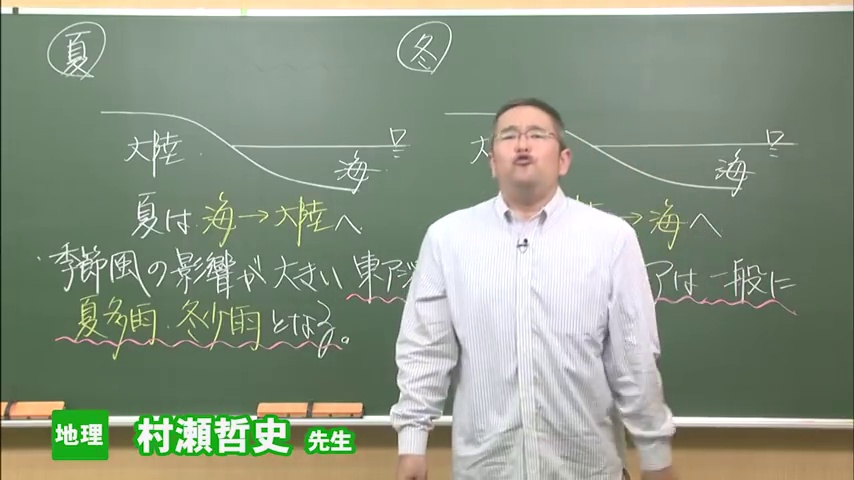 夏 冬
大陸 海 大 海
夏は 海→大陸へ →海へ
季節風の影響が大きい 東アジ アは一般に
夏多雨・冬少雨となる。
地理 村瀬哲史 先生